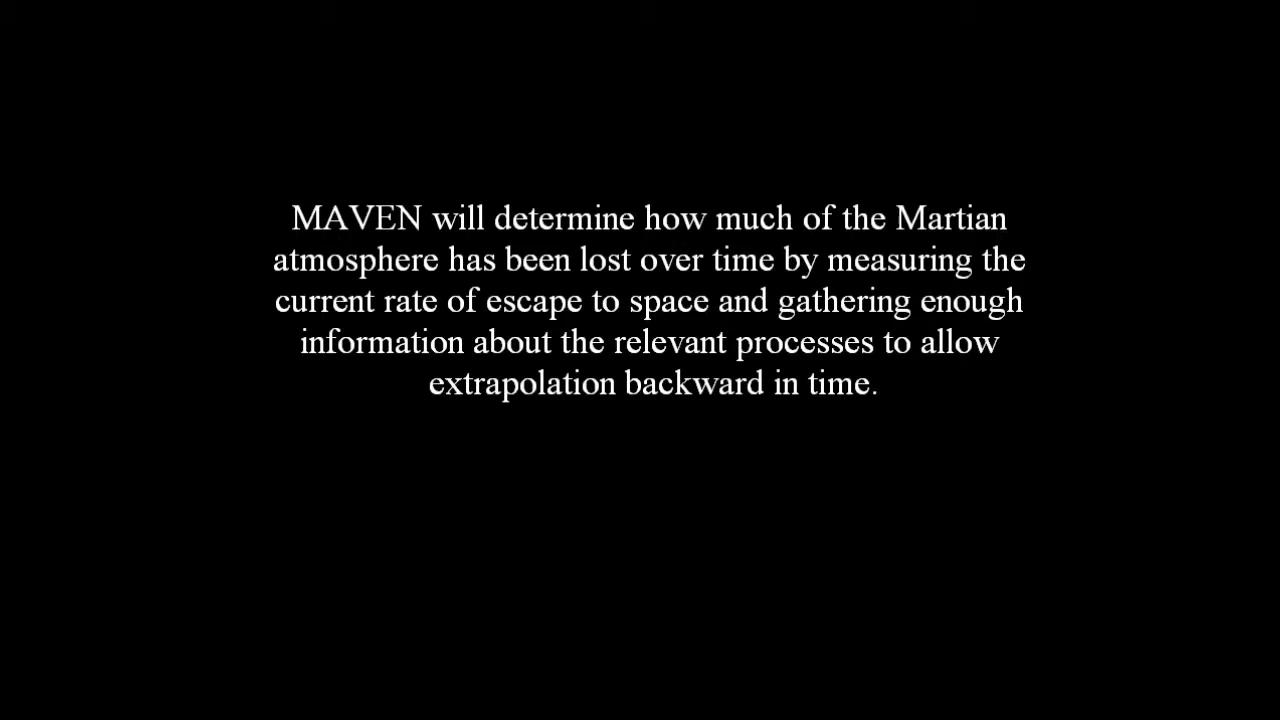 MAVEN will determine how much of the Martian
atmosphere has been lost over time by measuring the
current rate of escape to space and gathering enough
information about the relevant processes to allow
extrapolation backward in time.